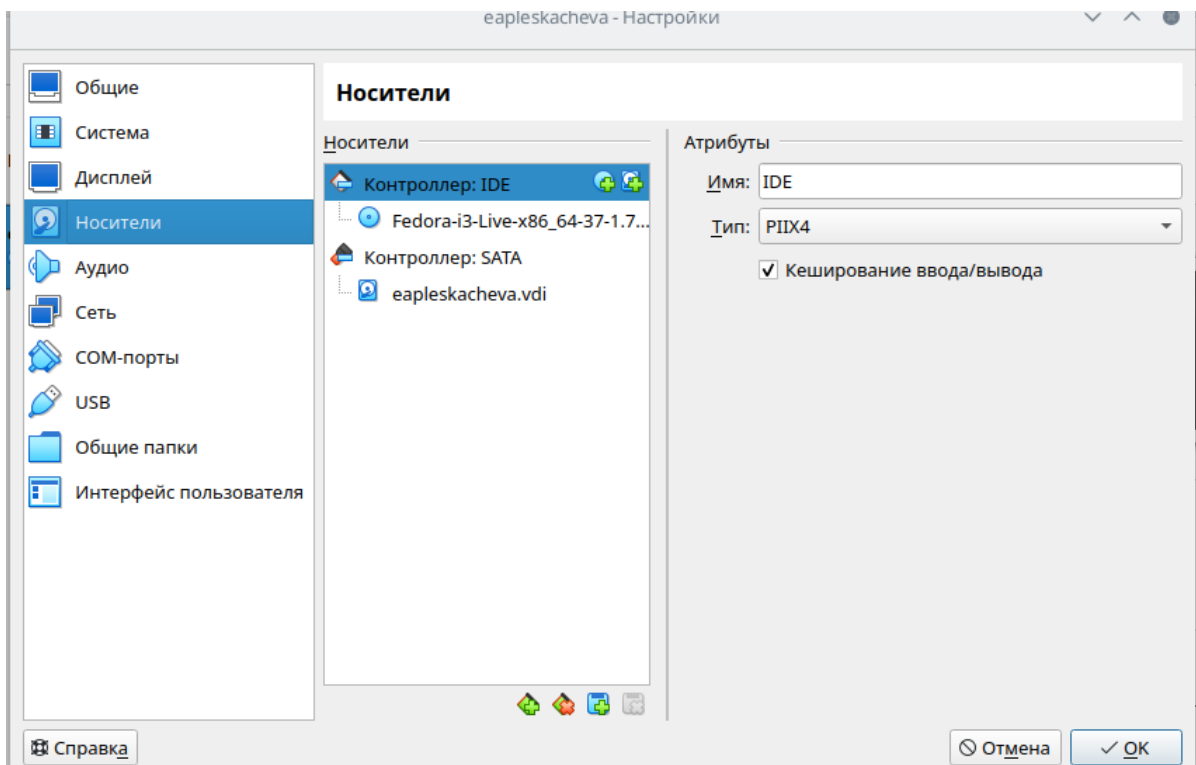 eapleskacheva - Настройки
Общие
Система
Дисплей
Носители
Аудио
Сеть
COM-порты
USB
Общие папки
Интерфейс пользователя
Носители
Носители
Контроллер: IDE
Fedora-i3-Live-x86_64-37-1.7...
Контроллер: SATA
eapleskacheva.vdi
Атрибуты
Имя: IDE
Тип: PIIX4
Кеширование ввода/вывода
Справка
Отмена
OK